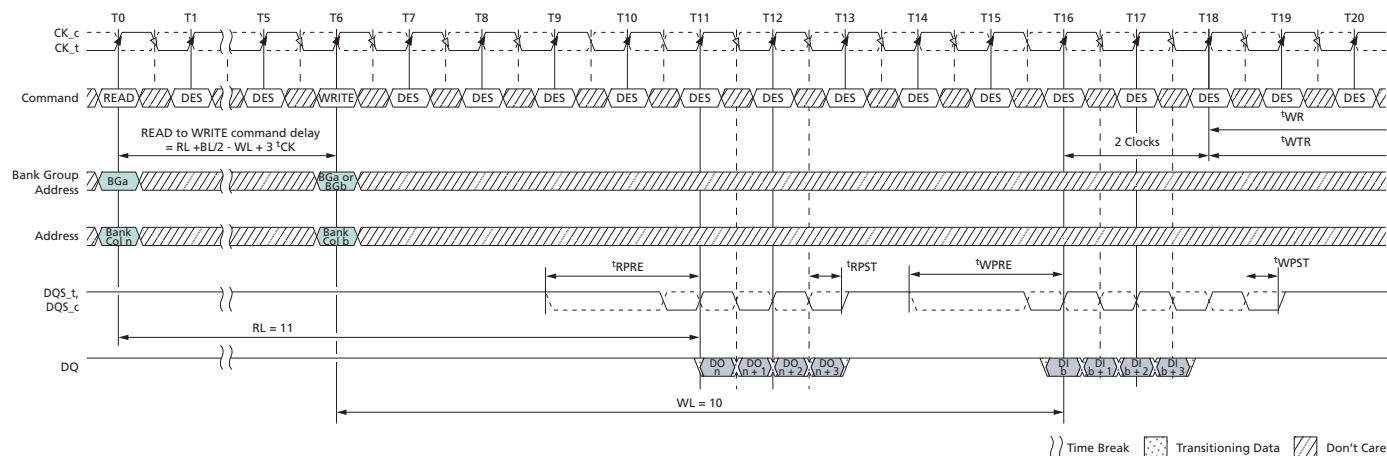 T0 T1 T5 T6 T7 T8 T9 T10 T11 T12 T13 T14 T15 T16 T17 T18 T19 T20
CK_c
CK_t
Command READ DES DES WRITE DES DES DES DES DES DES DES DES DES DES DES DES DES DES
tWR
READ to WRITE command delay
= RL +BL/2 - WL + 3 tCK
2 Clocks
tWTR
Bank Group
Address
BGa
BGa or
BGb
Address
Bank
Col n
Bank
Col b
tRPRE
tRPST
tWPRE
tWPST
DQS_t,
DQS_c
RL = 11
DQ
DO
n
DO
n + 1
DO
n + 2
DO
n + 3
DI
b
DI
b + 1
DI
b + 2
DI
b + 3
WL = 10
Time Break Transitioning Data Don't Care